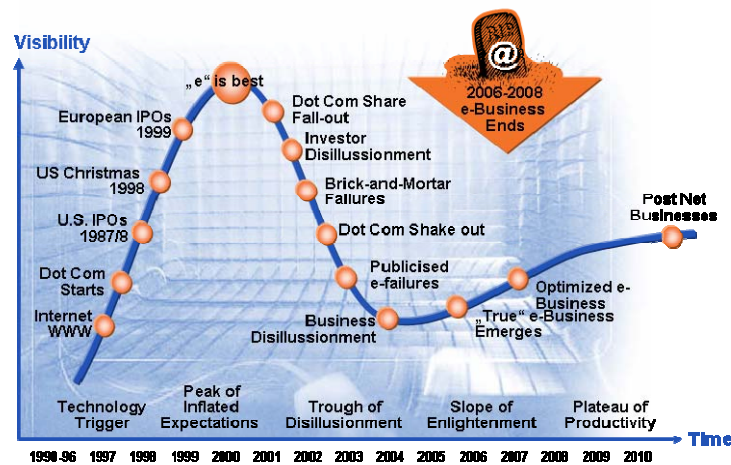 Visibility
RIP
@
2006-2008
e-Business
Ends
„e“ is best
European IPOs
1999
US Christmas
1998
U.S. IPOs
1987/8
Dot Com
Starts
Internet
WWW
Dot Com Share
Fall-out
Investor
Disillussionment
Brick-and-Mortar
Failures
Dot Com Shake out
Publicised
e-failures
Business
Disillussionment
„True“ e-Business
Emerges
Optimized e-
Business
Post Net
Businesses
Technology
Trigger
Peak of
Inflated
Expectations
Trough of
Disillusionment
Slope of
Enlightenment
Plateau of
Productivity
Time
1990-96 1997 1998 1999 2000 2001 2002 2003 2004 2005 2006 2007 2008 2009 2010